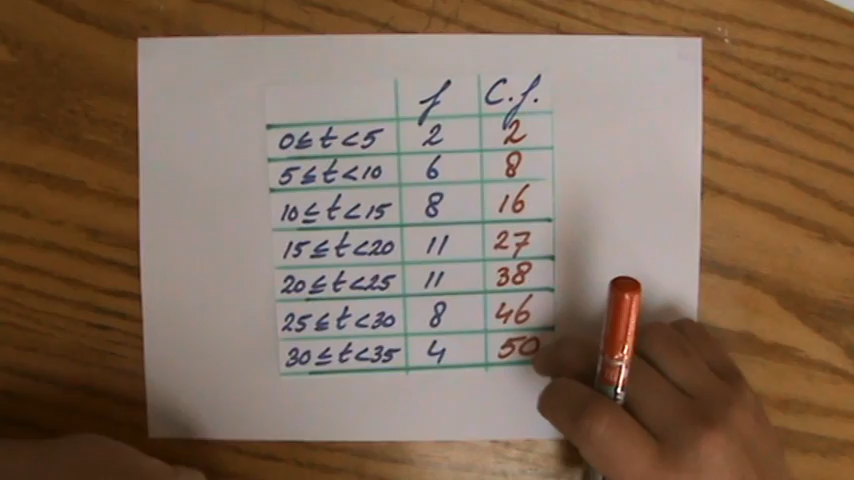 f C.f.
0 ≤ t < 5 2 2
5 ≤ t < 10 6 8
10 ≤ t < 15 8 16
15 ≤ t < 20 11 27
20 ≤ t < 25 11 38
25 ≤ t < 30 8 46
30 ≤ t < 35 4 50